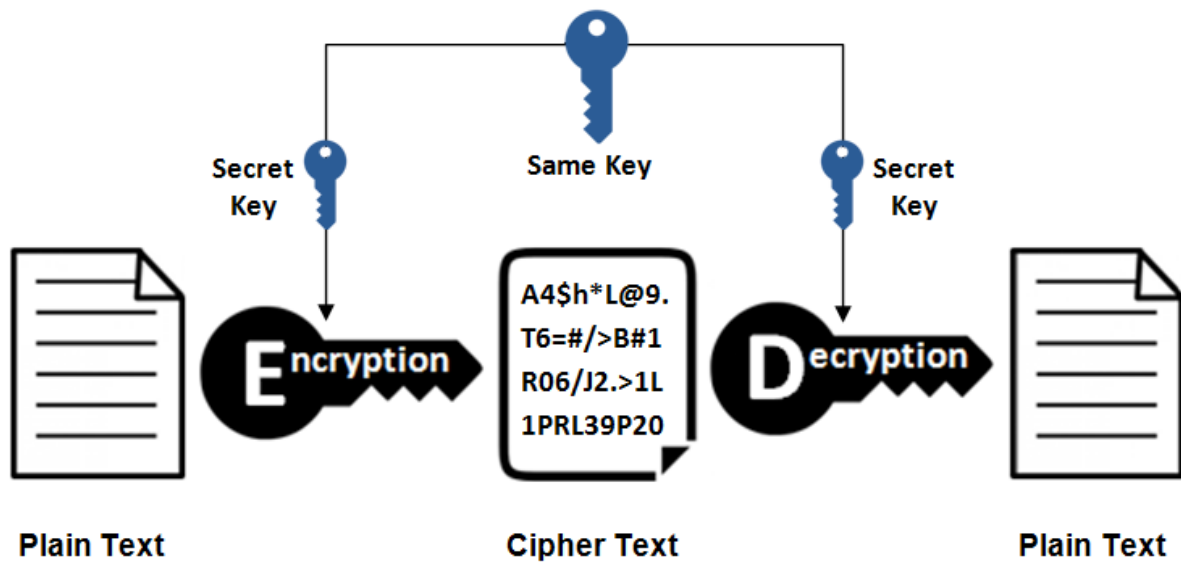 Same Key
Secret
Key
Secret
Key
Encryption
A4$h*L@9.
T6=#/>B#1
R06/J2.>1L
1PRL39P20
Decryption
Plain Text
Cipher Text
Plain Text